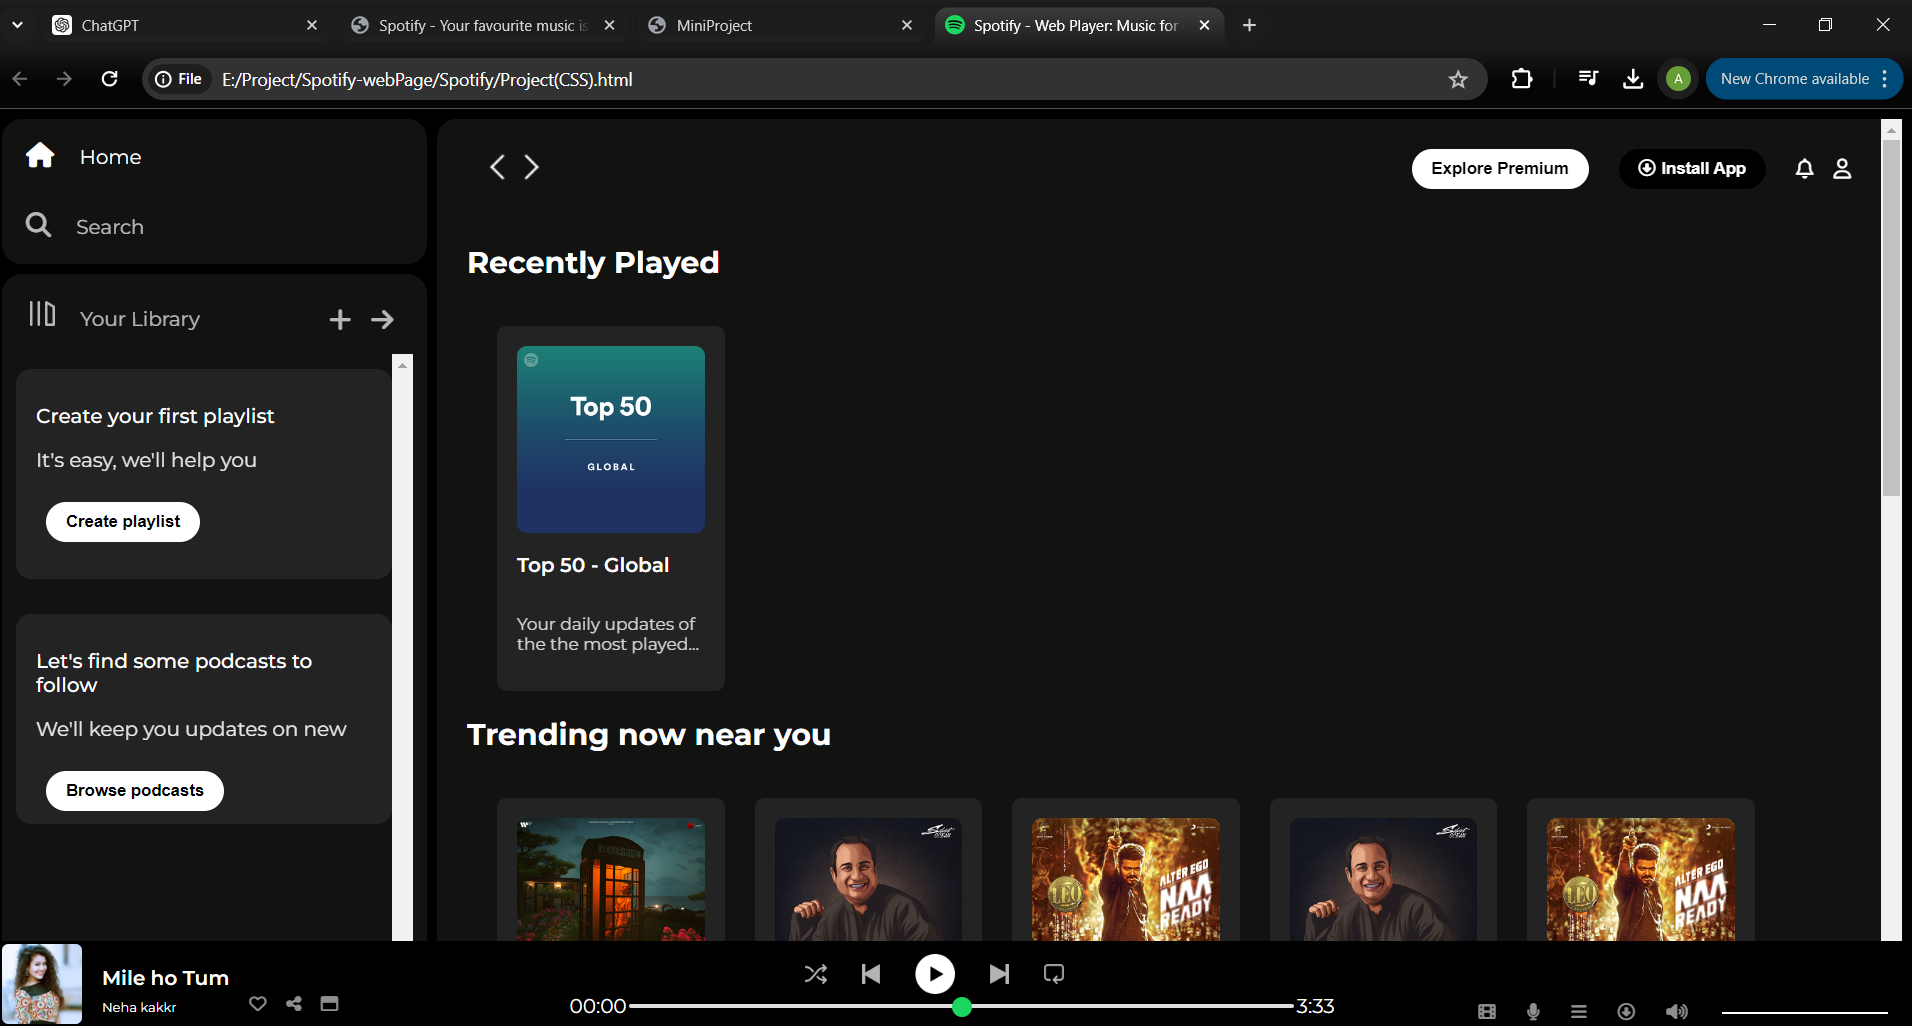 ChatGPT
Spotify - Your favourite music is
MiniProject
Spotify - Web Player: Music for
File
E:/Project/Spotify-webPage/Spotify/Project(CSS).html
A
New Chrome available
Home
Search
Your Library
Create your first playlist
It's easy, we'll help you
Create playlist
Let's find some podcasts to
follow
We'll keep you updates on new
Browse podcasts
Explore Premium
Install App
Recently Played
Top 50
GLOBAL
Top 50 - Global
Your daily updates of
the the most played...
Trending now near you
TELEPHONE
LEO
ALTER EGO
NAA
READY
LEO
ALTER EGO
NAA
READY
Mile ho Tum
Neha kakkr
00:00
3:33